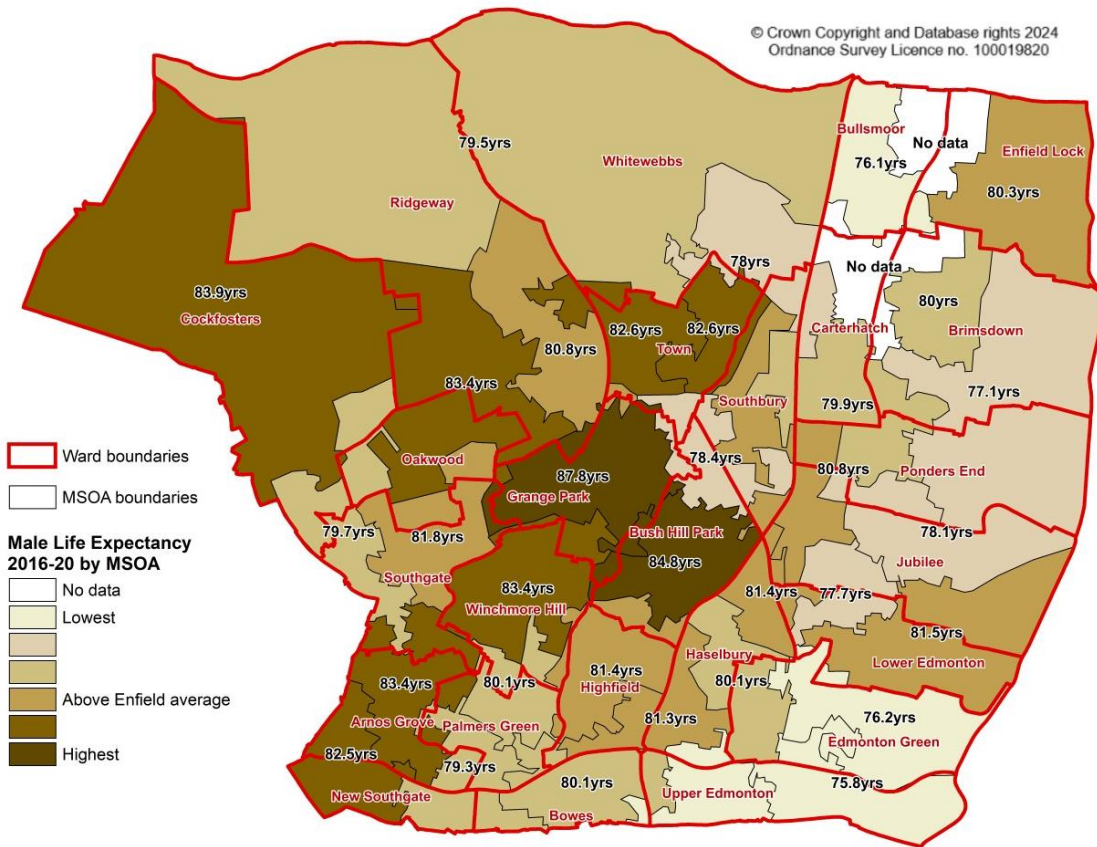 © Crown Copyright and Database rights 2024
Ordnance Survey Licence no. 100019820
Bullsmoor
No data
Enfield Lock
79.5yrs
Whitewebbs
76.1yrs
80.3yrs
Ridgeway
78yrs
No data
83.9yrs
Cockfosters
80yrs
82.6yrs
82.6yrs
Carterhatch
Brimsdown
80.8yrs
Town
83.4yrs
77.1yrs
Southbury
79.9yrs
Ward boundaries
Oakwood
78.4yrs
87.8yrs
80.8yrs
Ponders End
MSOA boundaries
Grange Park
79.7yrs
81.8yrs
Bush Hill Park
78.1yrs
Male Life Expectancy
2016-20 by MSOA
84.8yrs
Jubilee
No data
Southgate
83.4yrs
81.4yrs
77.7yrs
Lowest
Winchmore Hill
81.5yrs
Haselbury
Lower Edmonton
81.4yrs
83.4yrs
80.1yrs
Highfield
80.1yrs
Above Enfield average
81.3yrs
76.2yrs
Arnos Grove
Palmers Green
Edmonton Green
82.5yrs
Highest
79.3yrs
80.1yrs
75.8yrs
New Southgate
Upper Edmonton
Bowes